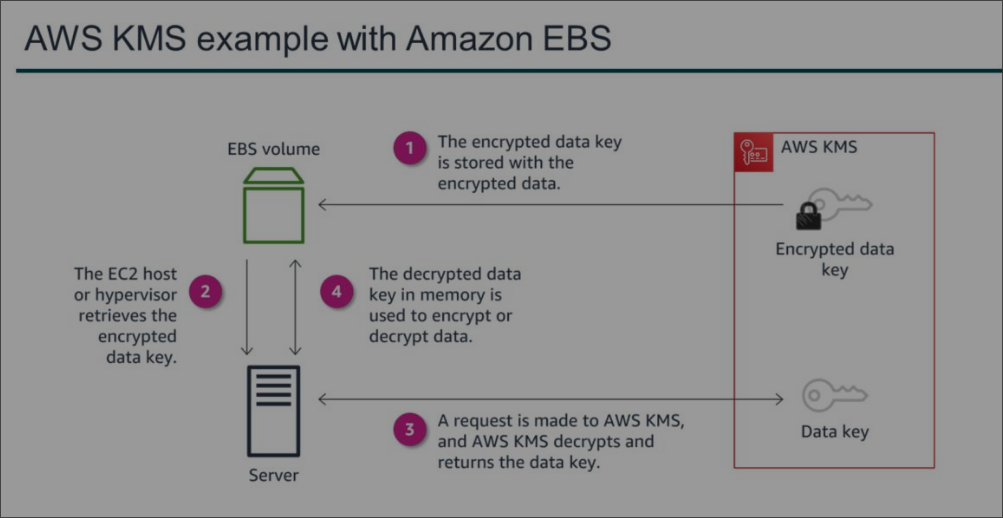 AWS KMS example with Amazon EBS
EBS volume
1
The encrypted data key
is stored with the
encrypted data.
AWS KMS
Encrypted data
key
The EC2 host
or hypervisor
retrieves the
encrypted
data key.
2
4
The decrypted data
key in memory is
used to encrypt or
decrypt data.
Server
3
A request is made to AWS KMS,
and AWS KMS decrypts and
returns the data key.
Data key